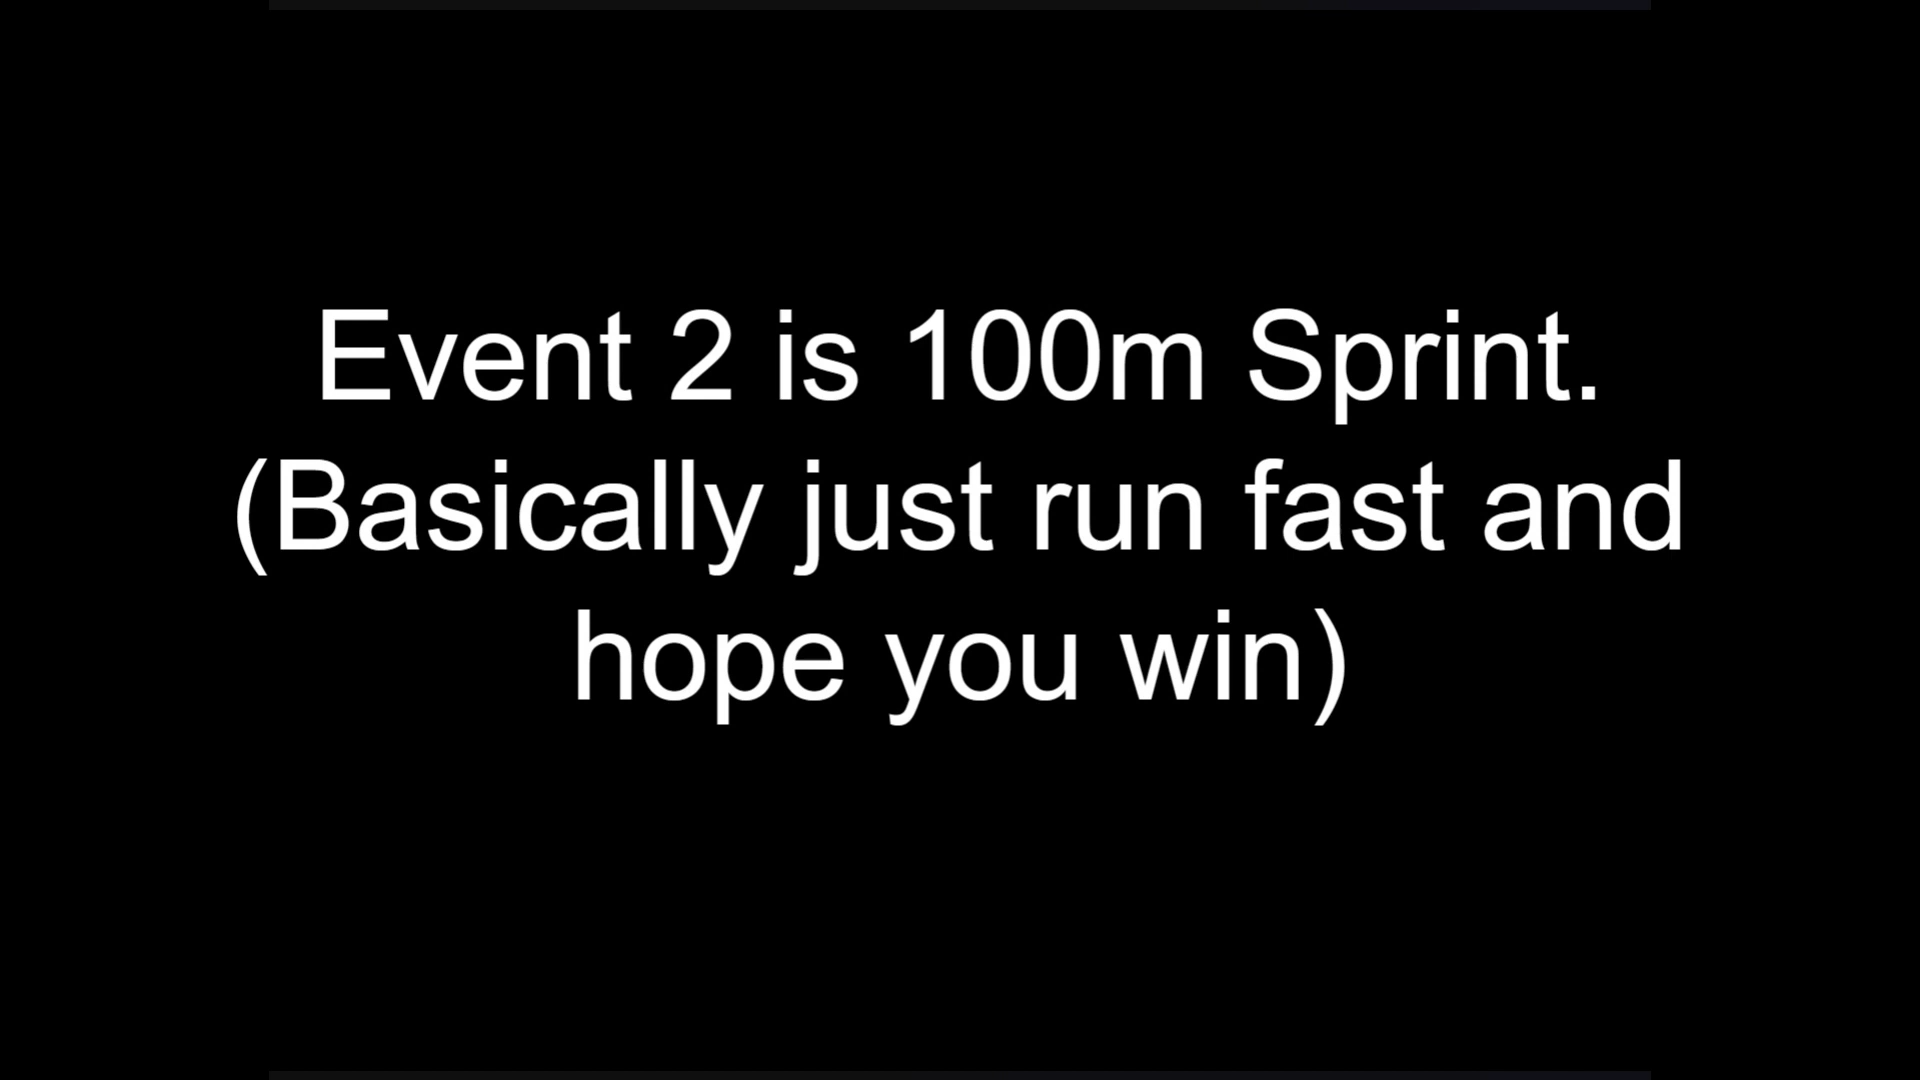 Event 2 is 100m Sprint.
(Basically just run fast and
hope you win)